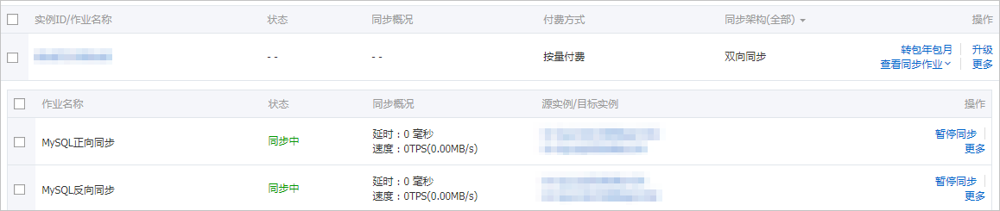 实例ID/作业名称 状态 同步概况 付费方式 同步架构(全部) 操作
- - - - 按量付费 双向同步 转包年包月 升级
查看同步作业 更多
作业名称 状态 同步概况 源实例/目标实例 操作
MySQL正向同步 同步中 延时：0 毫秒 暂停同步
速度：0TPS(0.00MB/s) 更多
MySQL反向同步 同步中 延时：0 毫秒 暂停同步
速度：0TPS(0.00MB/s) 更多